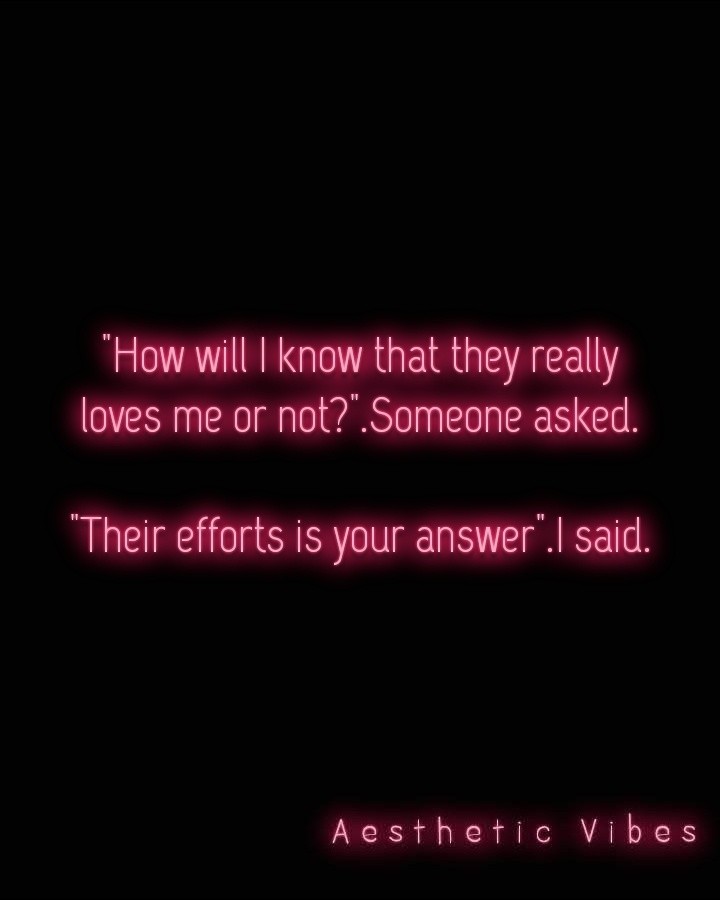 "How will I know that they really
loves me or not?".Someone asked.
"Their efforts is your answer".I said.
Aesthetic Vibes